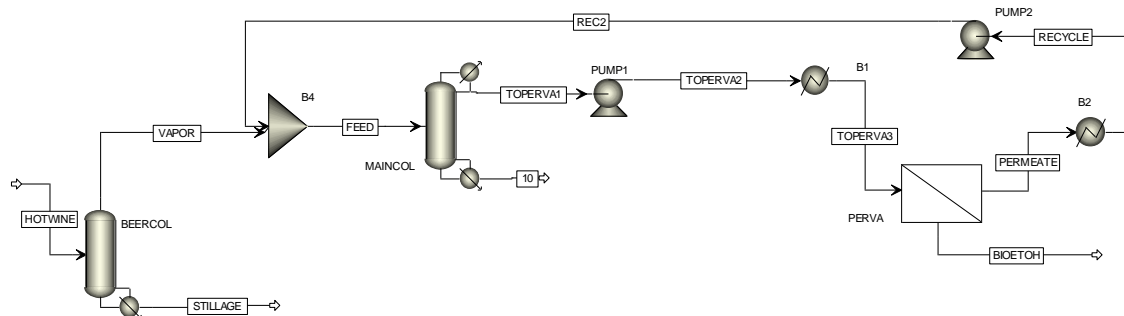 REC2
PUMP2
RECYCLE
B4
PUMP1
B1
TOPERVA1
TOPERVA2
B2
VAPOR
FEED
TOPERVA3
MAINCOL
PERMEATE
10
HOTWINE
BEERCOL
PERVA
BIOETOH
STILLAGE